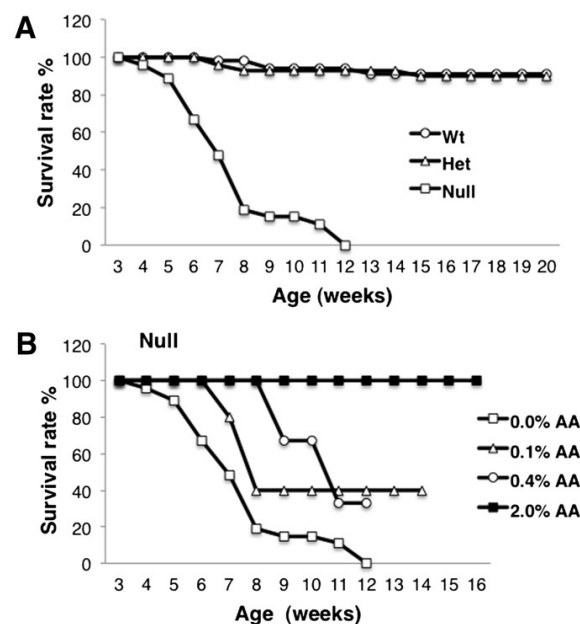 A
Survival rate %
120
100
80
60
40
20
0
Wt
Het
Null
3 4 5 6 7 8 9 10 11 12 13 14 15 16 17 18 19 20
Age (weeks)
B
Null
Survival rate %
120
100
80
60
40
20
0
0.0% AA
0.1% AA
0.4% AA
2.0% AA
3 4 5 6 7 8 9 10 11 12 13 14 15 16
Age (weeks)